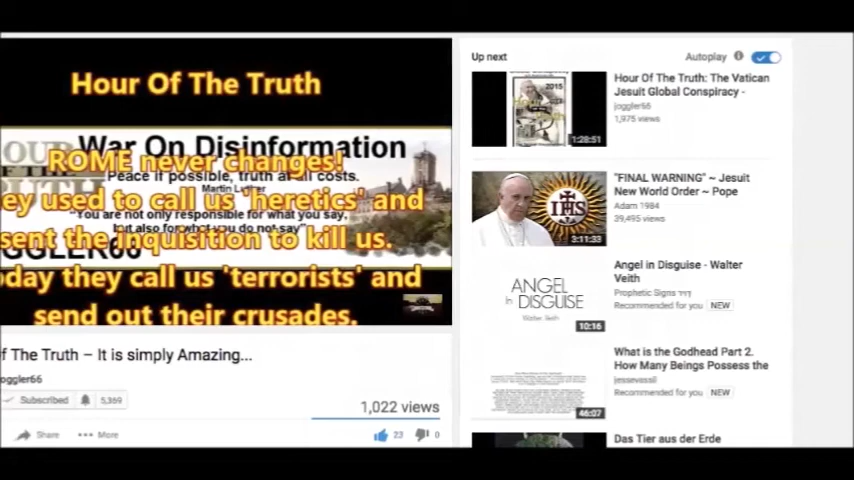 Hour Of The Truth
War On Disinformation
ROME never changes!
Peace if possible, truth at all costs.
Martin Luther
ey used to call us 'heretics' and
"You are not only responsible for what you say,
but also for what you do not say"
sent the inquisition to kill us.
GGLER66
day they call us 'terrorists' and
send out their crusades.
f The Truth – It is simply Amazing...
oggler66
Subscribed 5,369
1,022 views
Share More 23 0
Up next Autoplay
2015
1:28:51
Hour Of The Truth: The Vatican
Jesuit Global Conspiracy -
joggler66
1,975 views
IHS
3:11:33
"FINAL WARNING" ~ Jesuit
New World Order ~ Pope
Adam 1984
39,495 views
ANGEL
in DISGUISE
Walter Veith
10:16
Angel in Disguise - Walter
Veith
Prophetic Signs
Recommended for you NEW
46:07
What is the Godhead Part 2.
How Many Beings Possess the
jessevassil
Recommended for you NEW
Das Tier aus der Erde